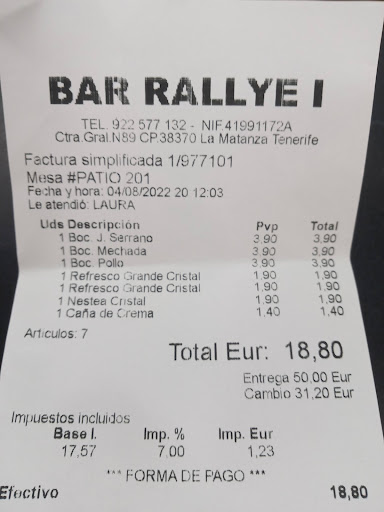 BAR RALLYE I
TEL. 922 577 132 - NIF.41991172A
Ctra.Gral.N89 CP.38370 La Matanza Tenerife
Factura simplificada 1/977101
Mesa #PATIO 201
Fecha y hora: 04/08/2022 20 12:03
Le atendió: LAURA
Uds Descripción Pvp Total
1 Boc. J. Serrano 3,90 3,90
1 Boc. Mechada 3,90 3,90
1 Boc. Pollo 3,90 3,90
1 Refresco Grande Cristal 1,90 1,90
1 Refresco Grande Cristal 1,90 1,90
1 Nestea Cristal 1,90 1,90
1 Caña de Crema 1,40 1,40
Articulos: 7
Total Eur: 18,80
Entrega 50,00 Eur
Cambio 31,20 Eur
Impuestos incluidos
Base I. Imp. % Imp. Eur
17,57 7,00 1,23
*** FORMA DE PAGO ***
Efectivo 18,80